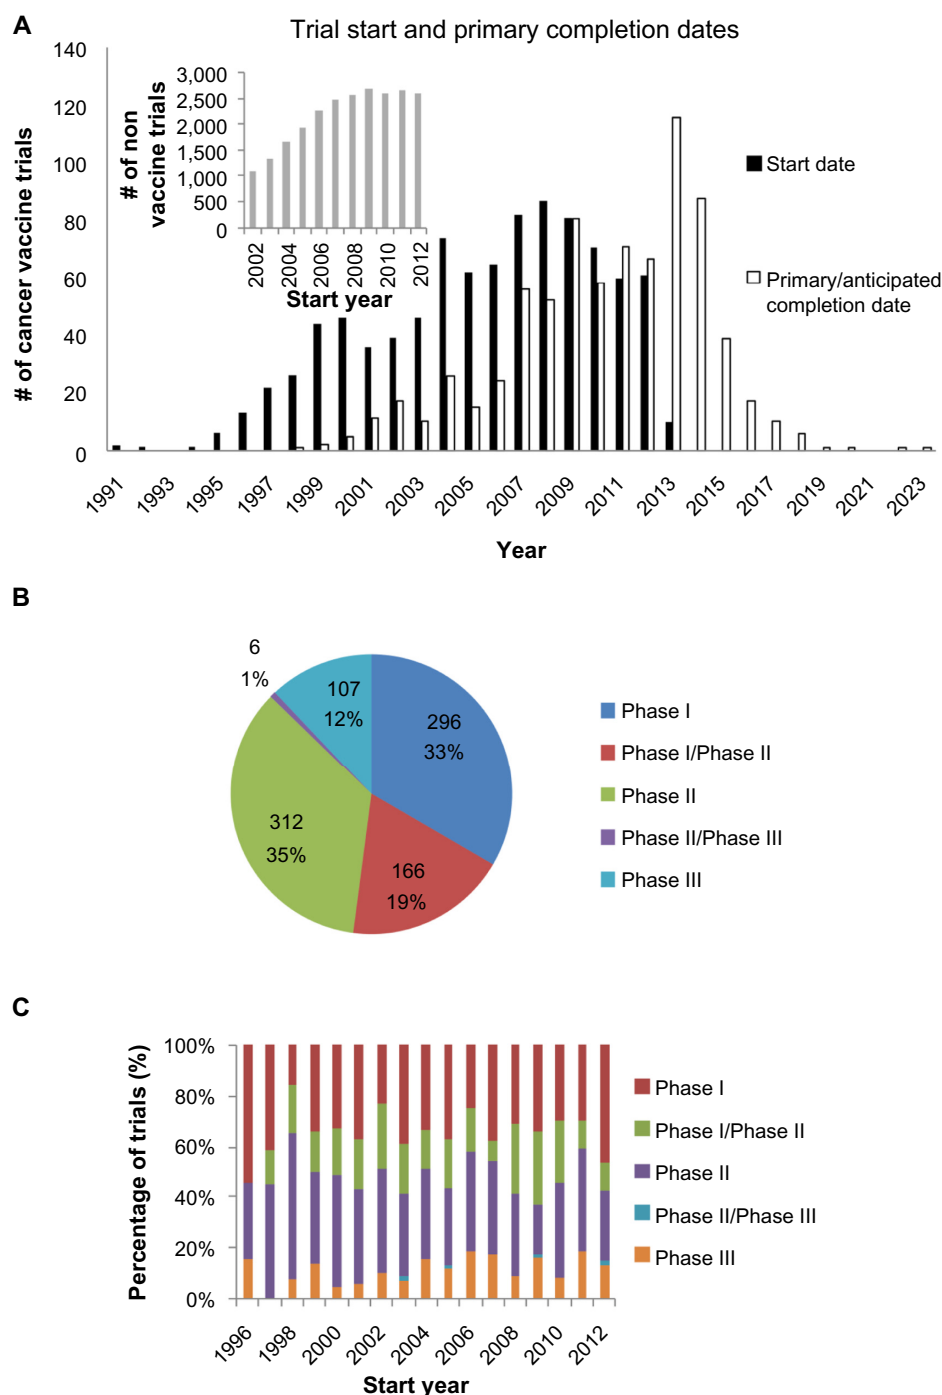 A
Trial start and primary completion dates
# of cancer vaccine trials
140
120
100
80
60
40
20
0
# of non
vaccine trials
3,000
2,500
2,000
1,500
1,000
500
0
2002
2004
2006
2008
2010
2012
Start year
Start date
Primary/anticipated
completion date
1991
1993
1995
1997
1999
2001
2003
2005
2007
2009
2011
2013
2015
2017
2019
2021
2023
Year
B
6
1%
107
12%
296
33%
312
35%
166
19%
Phase I
Phase I/Phase II
Phase II
Phase II/Phase III
Phase III
C
Percentage of trials (%)
100%
80%
60%
40%
20%
0%
1996
1998
2000
2002
2004
2006
2008
2010
2012
Start year
Phase I
Phase I/Phase II
Phase II
Phase II/Phase III
Phase III